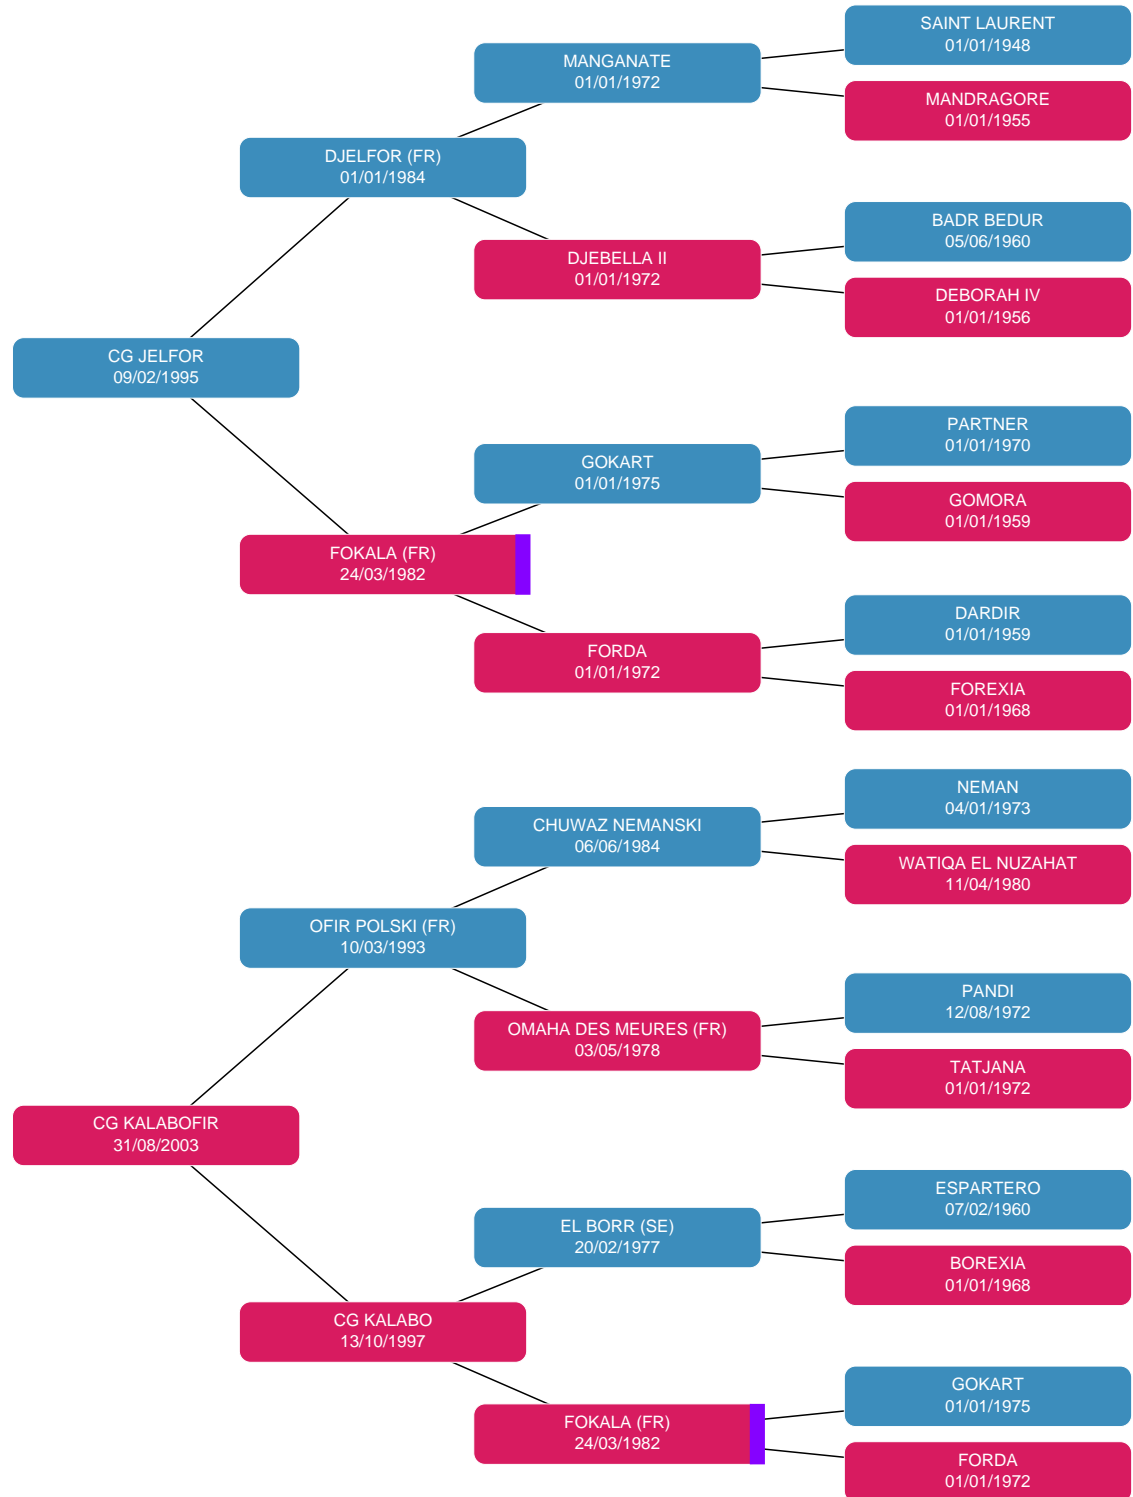 SAINT LAURENT
01/01/1948
MANGANATE
01/01/1972
MANDRAGORE
01/01/1955
DJELFOR (FR)
01/01/1984
BADR BEDUR
05/06/1960
DJEBELLA II
01/01/1972
DEBORAH IV
01/01/1956
CG JELFOR
09/02/1995
PARTNER
01/01/1970
GOKART
01/01/1975
GOMORA
01/01/1959
FOKALA (FR)
24/03/1982
DARDIR
01/01/1959
FORDA
01/01/1972
FOREXIA
01/01/1968
NEMAN
04/01/1973
CHUWAZ NEMANSKI
06/06/1984
WATIQA EL NUZAHAT
11/04/1980
OFIR POLSKI (FR)
10/03/1993
PANDI
12/08/1972
OMAHA DES MEURES (FR)
03/05/1978
TATJANA
01/01/1972
CG KALABOFIR
31/08/2003
ESPARTERO
07/02/1960
EL BORR (SE)
20/02/1977
BOREXIA
01/01/1968
CG KALABO
13/10/1997
GOKART
01/01/1975
FOKALA (FR)
24/03/1982
FORDA
01/01/1972